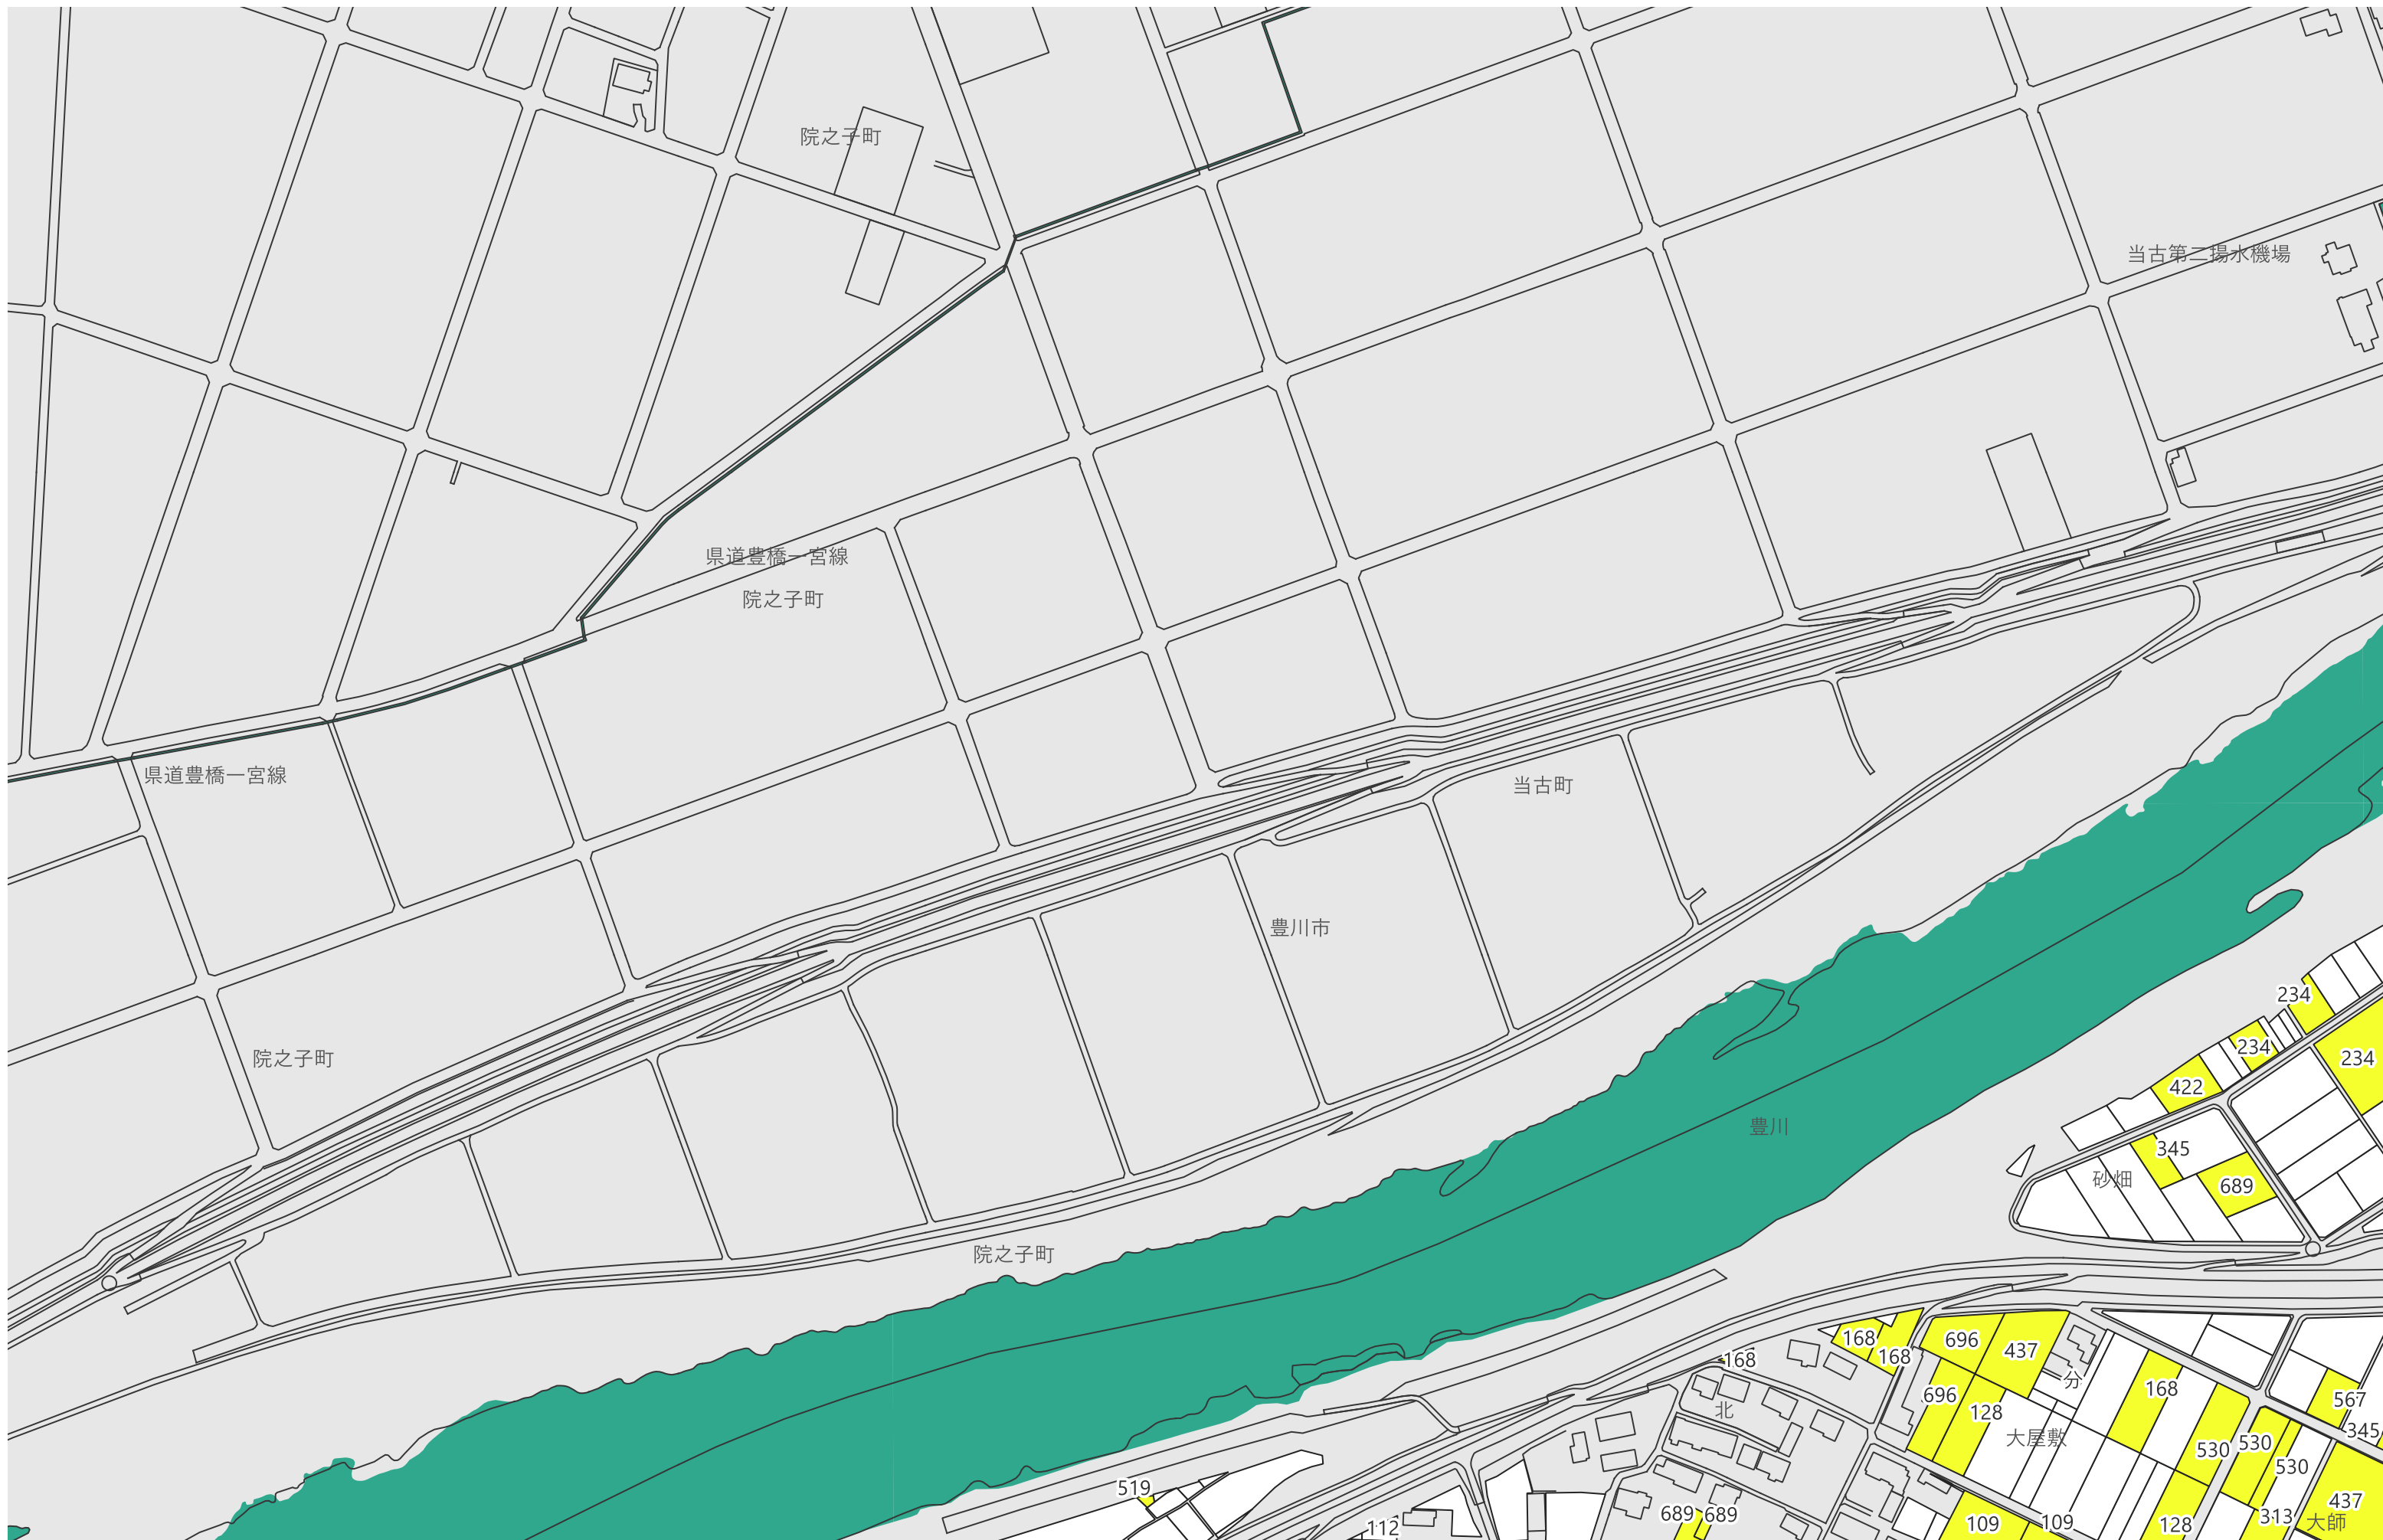 院之子町
当古第二揚水機場
県道豊橋一宮線
院之子町
県道豊橋一宮線
当古町
豊川市
234
234
234
院之子町
422
豊川
345
砂畑
689
院之子町
168
696
437
168
168
分
696
168
567
北
128
大屋敷
345
530
530
530
519
437
689
689
313
大師
112
109
109
128